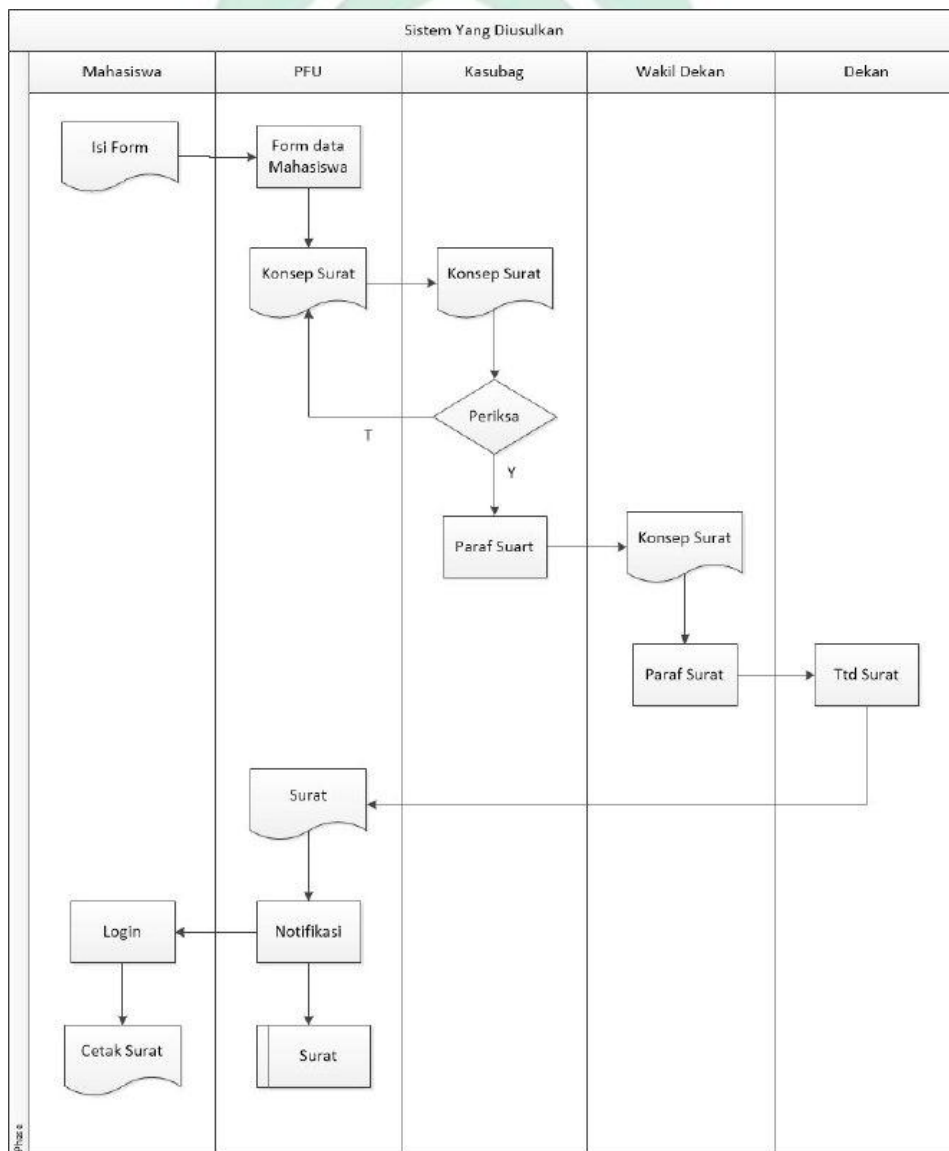 Sistem Yang Diusulkan
Mahasiswa
PFU
Kasubag
Wakil Dekan
Dekan
Isi Form
Form data
Mahasiswa
Konsep Surat
Konsep Surat
Periksa
T
Y
Paraf Suart
Konsep Surat
Paraf Surat
Ttd Surat
Surat
Login
Notifikasi
Cetak Surat
Surat
Phase